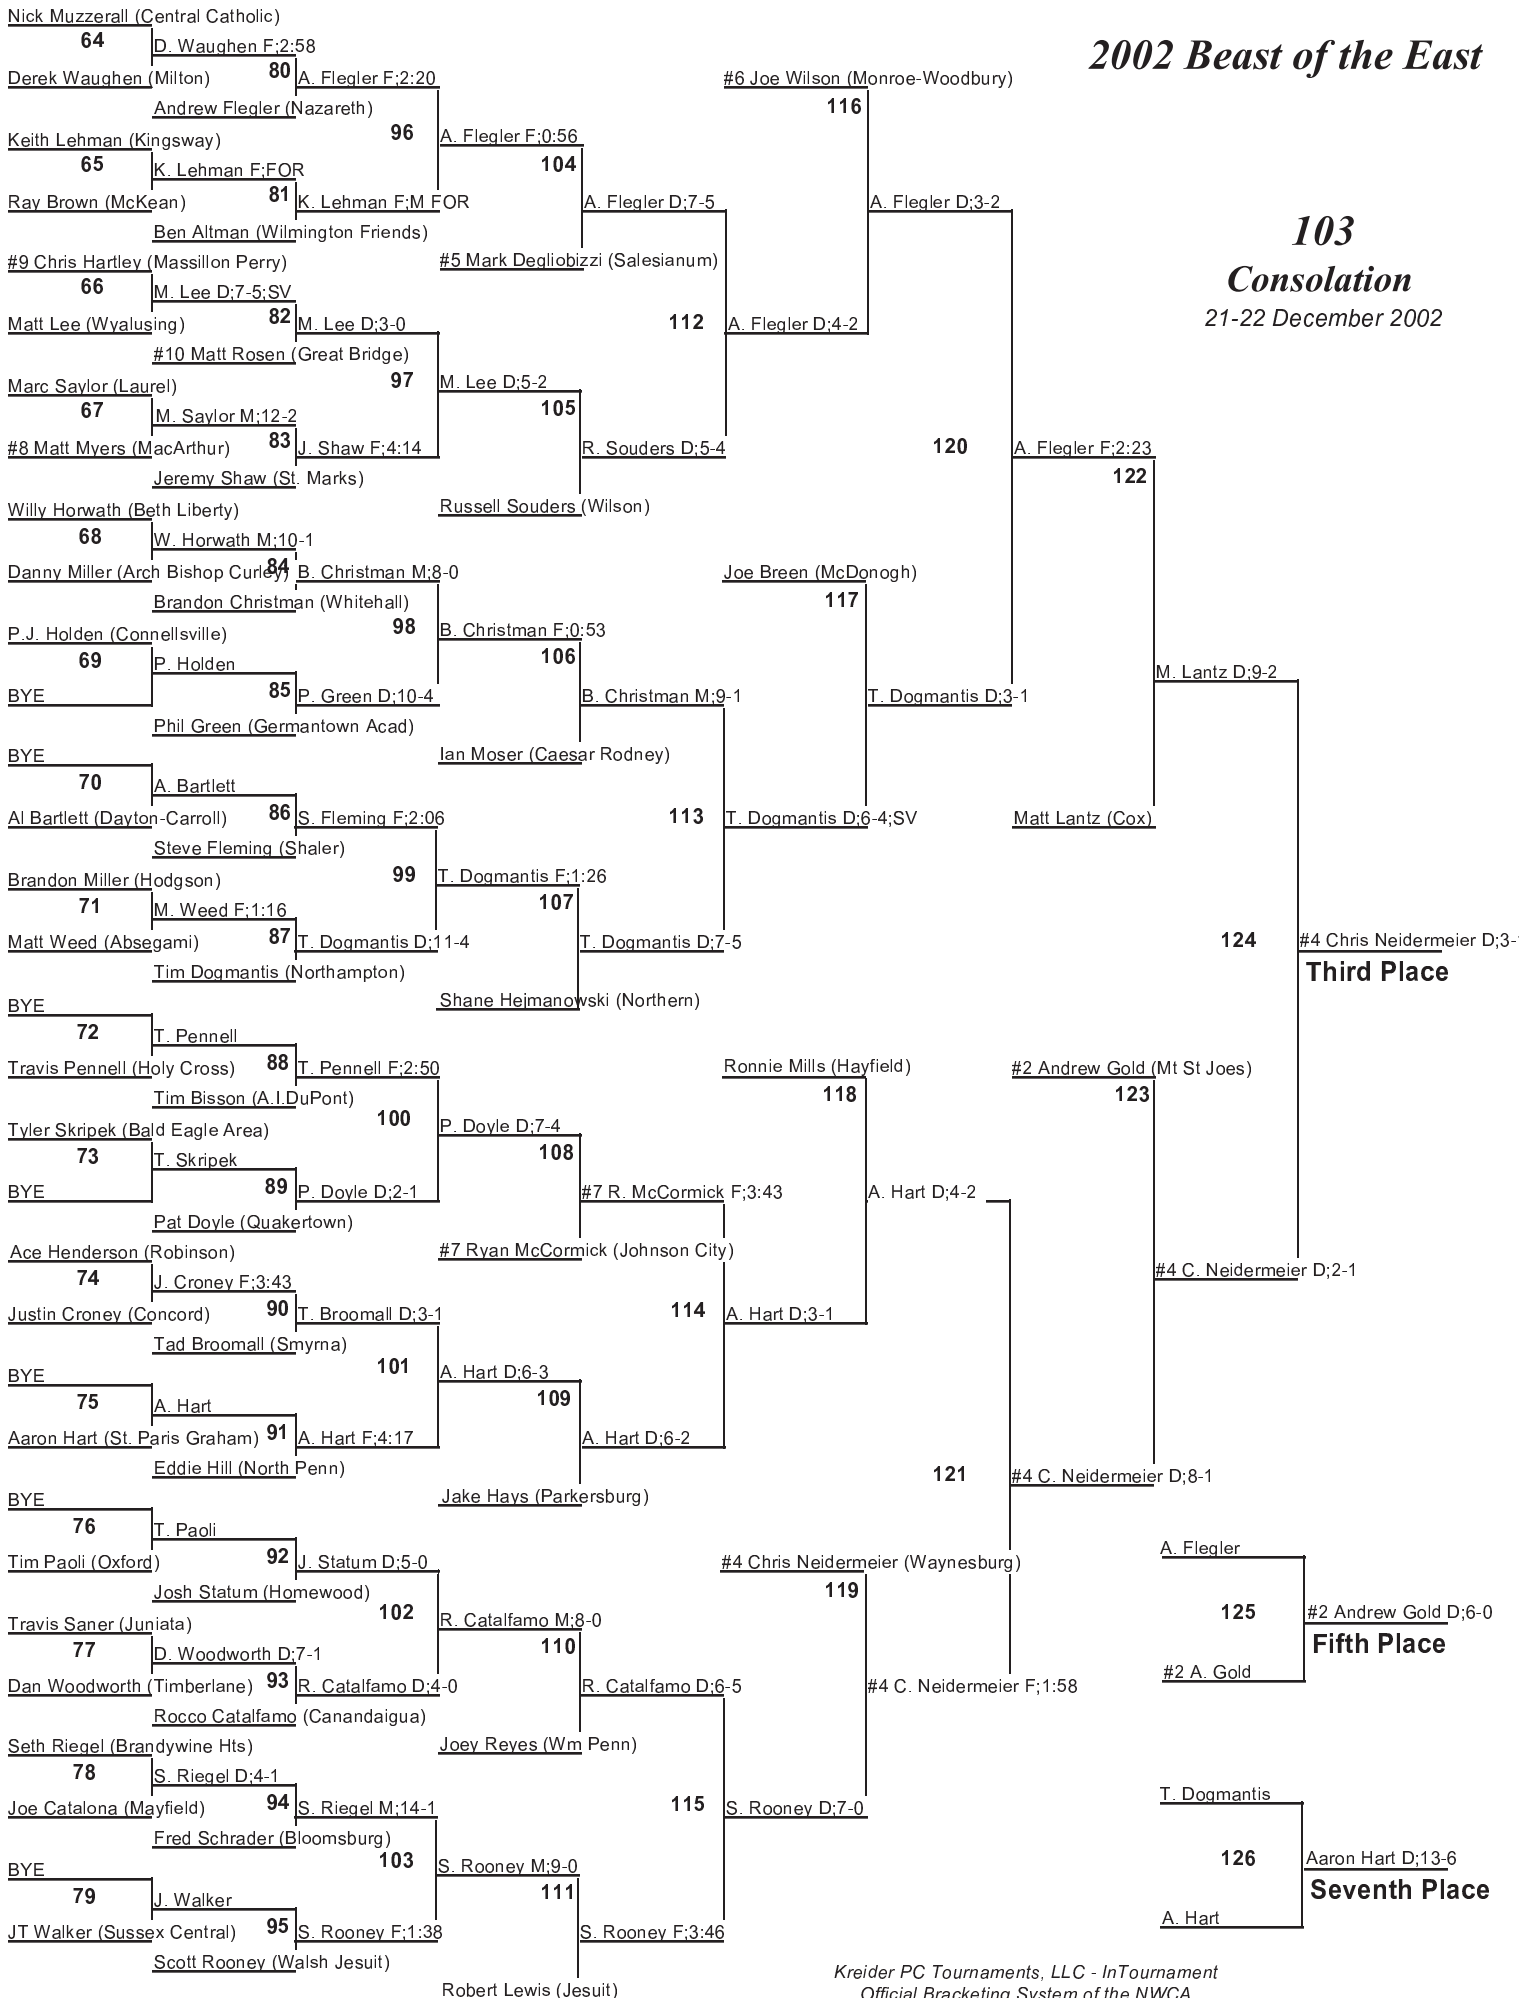 2002 Beast of the East
103
Consolation
21-22 December 2002
Nick Muzzerall (Central Catholic)
64
D. Waughen F;2:58
Derek Waughen (Milton)
80
A. Flegler F;2:20
Andrew Flegler (Nazareth)
96
Keith Lehman (Kingsway)
65
K. Lehman F;FOR
Ray Brown (McKean)
81
K. Lehman F;M FOR
Ben Altman (Wilmington Friends)
#9 Chris Hartley (Massillon Perry)
66
M. Lee D;7-5;SV
Matt Lee (Wyalusing)
82
M. Lee D;3-0
#10 Matt Rosen (Great Bridge)
97
Marc Saylor (Laurel)
67
M. Saylor M;12-2
#8 Matt Myers (MacArthur)
83
J. Shaw F;4:14
Jeremy Shaw (St. Marks)
Willy Horwath (Beth Liberty)
68
W. Horwath M;10-1
Danny Miller (Arch Bishop Curley)
84
B. Christman M;8-0
Brandon Christman (Whitehall)
98
P.J. Holden (Connellsville)
69
P. Holden
BYE
85
P. Green D;10-4
Phil Green (Germantown Acad)
BYE
70
A. Bartlett
Al Bartlett (Dayton-Carroll)
86
S. Fleming F;2:06
Steve Fleming (Shaler)
99
Brandon Miller (Hodgson)
71
M. Weed F;1:16
Matt Weed (Absegami)
87
T. Dogmantis D;11-4
Tim Dogmantis (Northampton)
BYE
72
T. Pennell
Travis Pennell (Holy Cross)
88
T. Pennell F;2:50
Tim Bisson (A.I.DuPont)
100
Tyler Skripek (Bald Eagle Area)
73
T. Skripek
BYE
89
P. Doyle D;2-1
Pat Doyle (Quakertown)
Ace Henderson (Robinson)
74
J. Croney F;3:43
Justin Croney (Concord)
90
T. Broomall D;3-1
Tad Broomall (Smyrna)
101
BYE
75
A. Hart
Aaron Hart (St. Paris Graham)
91
A. Hart F;4:17
Eddie Hill (North Penn)
BYE
76
T. Paoli
Tim Paoli (Oxford)
92
J. Statum D;5-0
Josh Statum (Homewood)
102
Travis Saner (Juniata)
77
D. Woodworth D;7-1
Dan Woodworth (Timberlane)
93
R. Catalfamo D;4-0
Rocco Catalfamo (Canandaigua)
Seth Riegel (Brandywine Hts)
78
S. Riegel D;4-1
Joe Catalona (Mayfield)
94
S. Riegel M;14-1
Fred Schrader (Bloomsburg)
103
BYE
79
J. Walker
JT Walker (Sussex Central)
95
S. Rooney F;1:38
Scott Rooney (Walsh Jesuit)
A. Flegler F;0:56
104
A. Flegler D;7-5
#5 Mark Degliobizzi (Salesianum)
112
M. Lee D;5-2
105
R. Souders D;5-4
Russell Souders (Wilson)
B. Christman F;0:53
106
B. Christman M;9-1
Ian Moser (Caesar Rodney)
113
T. Dogmantis F;1:26
107
T. Dogmantis D;7-5
Shane Hejmanowski (Northern)
P. Doyle D;7-4
108
#7 R. McCormick F;3:43
#7 Ryan McCormick (Johnson City)
114
A. Hart D;6-3
109
A. Hart D;6-2
Jake Hays (Parkersburg)
R. Catalfamo M;8-0
110
R. Catalfamo D;6-5
Joey Reyes (Wm Penn)
115
S. Rooney M;9-0
111
S. Rooney F;3:46
Robert Lewis (Jesuit)
#6 Joe Wilson (Monroe-Woodbury)
116
A. Flegler D;3-2
A. Flegler D;4-2
120
Joe Breen (McDonogh)
117
T. Dogmantis D;3-1
T. Dogmantis D;6-4;SV
Ronnie Mills (Hayfield)
118
A. Hart D;4-2
A. Hart D;3-1
121
#4 Chris Neidermeier (Waynesburg)
119
#4 C. Neidermeier F;1:58
S. Rooney D;7-0
A. Flegler F;2:23
122
M. Lantz D;9-2
Matt Lantz (Cox)
#2 Andrew Gold (Mt St Joes)
123
#4 C. Neidermeier D;2-1
#4 C. Neidermeier D;8-1
124
#4 Chris Neidermeier D;3-
Third Place
A. Flegler
125
#2 Andrew Gold D;6-0
Fifth Place
#2 A. Gold
T. Dogmantis
126
Aaron Hart D;13-6
Seventh Place
A. Hart
Kreider PC Tournaments, LLC - InTournament
Official Bracketing System of the NWCA